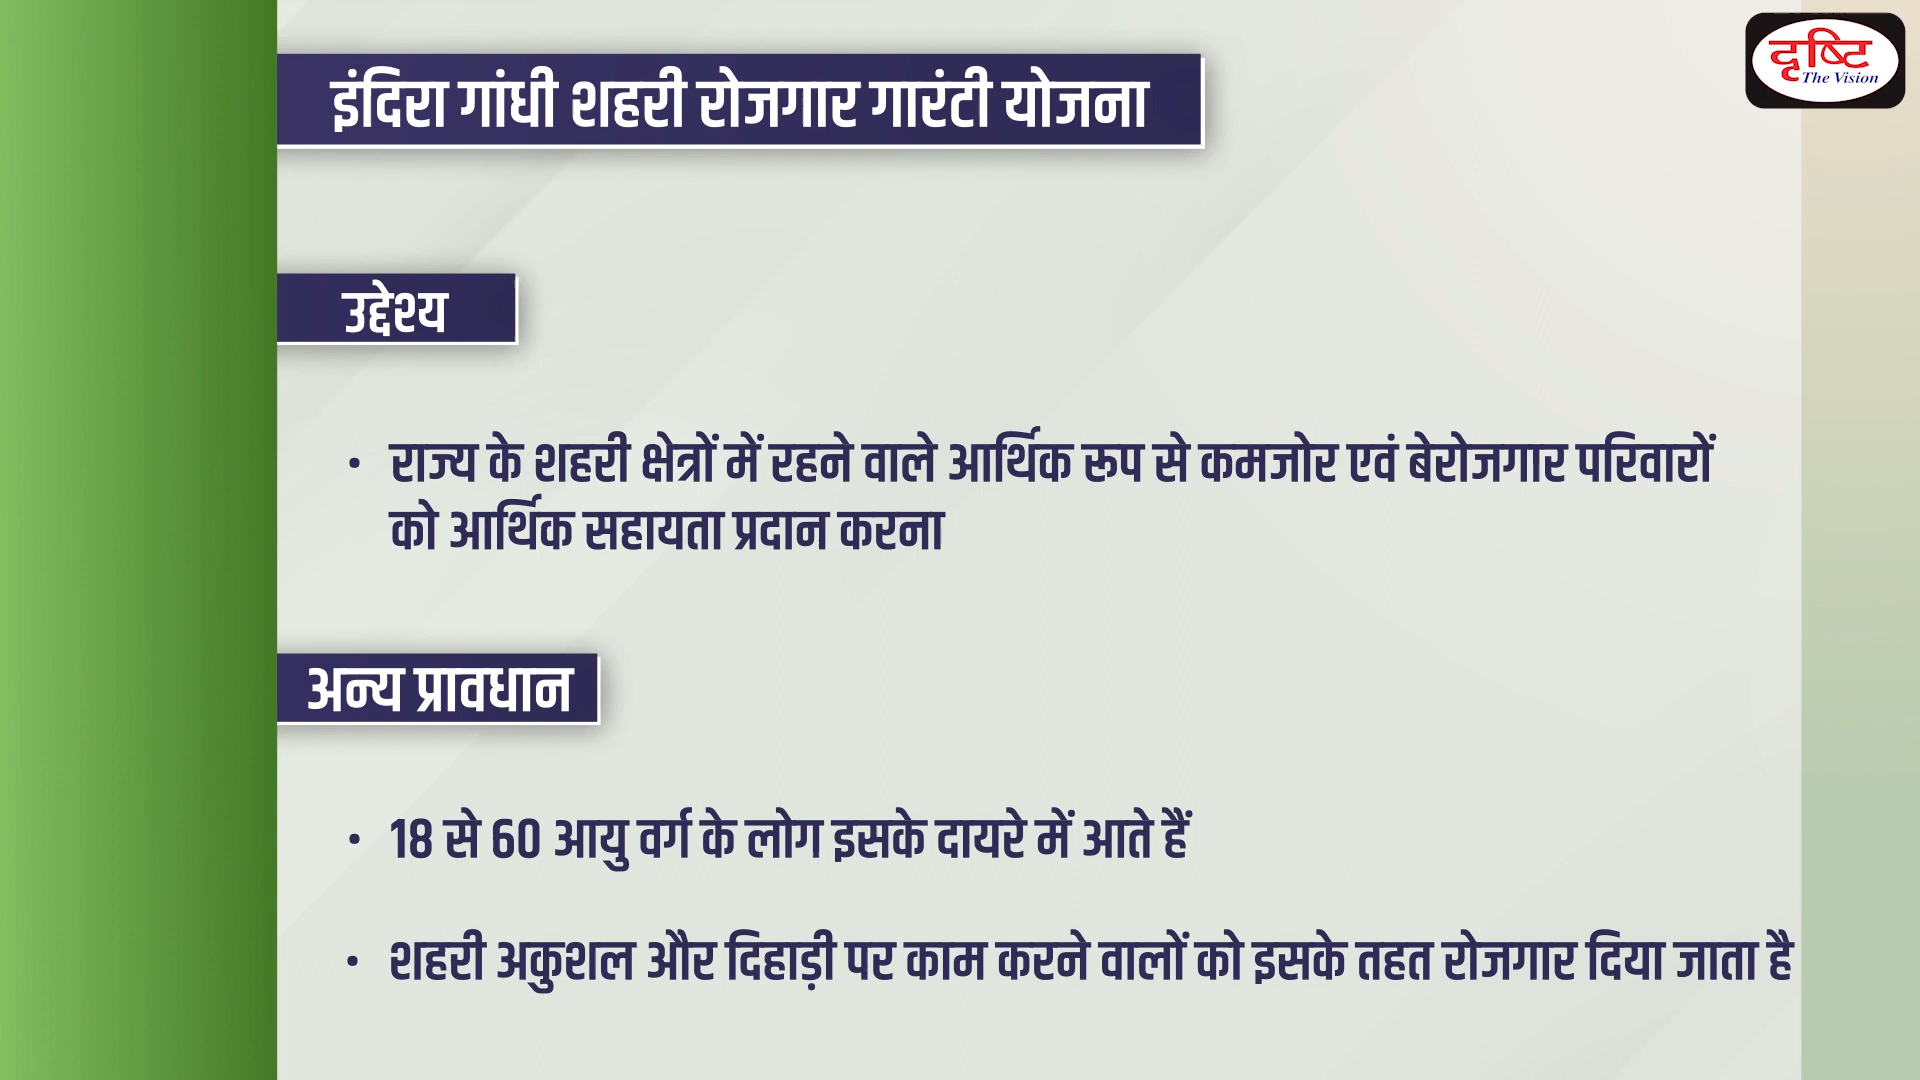 दृष्टि
The Vision
इंदिरा गांधी शहरी रोजगार गारंटी योजना
उद्देश्य
• राज्य के शहरी क्षेत्रों में रहने वाले आर्थिक रूप से कमजोर एवं बेरोजगार परिवारों
को आर्थिक सहायता प्रदान करना
अन्य प्रावधान
• 18 से 60 आयु वर्ग के लोग इसके दायरे में आते हैं
• शहरी अकुशल और दिहाड़ी पर काम करने वालों को इसके तहत रोजगार दिया जाता है